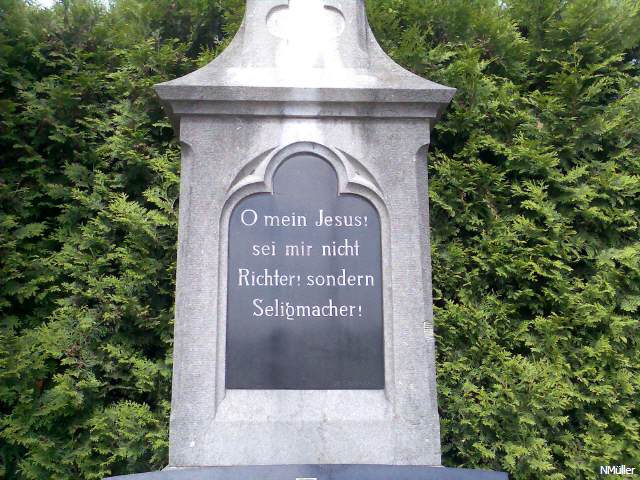 O mein Jesus!
sei mir nicht
Richter! sondern
Seligmacher!
NMüller